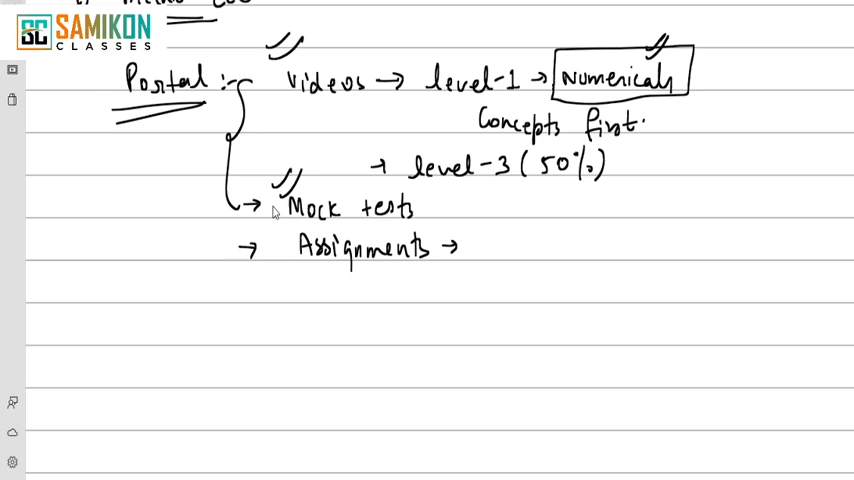 SC SAMIKON
CLASSES
Portal :- Videos → level-1 → Numericals
Concepts first.
→ level-3 (50%)
→ Mock tests
→ Assignments →